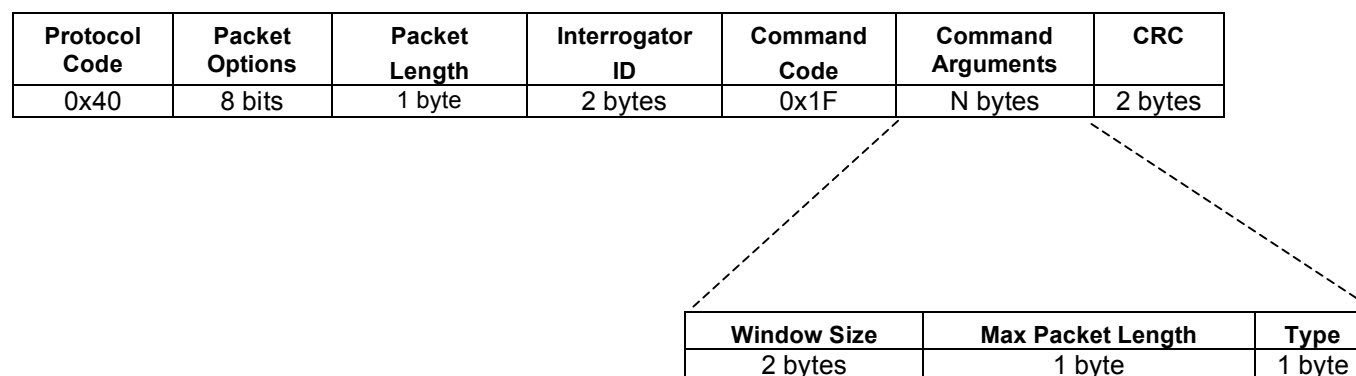 Protocol Code Packet Options Packet Length Interrogator ID Command Code Command Arguments CRC
0x40 8 bits 1 byte 2 bytes 0x1F N bytes 2 bytes
Window Size Max Packet Length Type
2 bytes 1 byte 1 byte